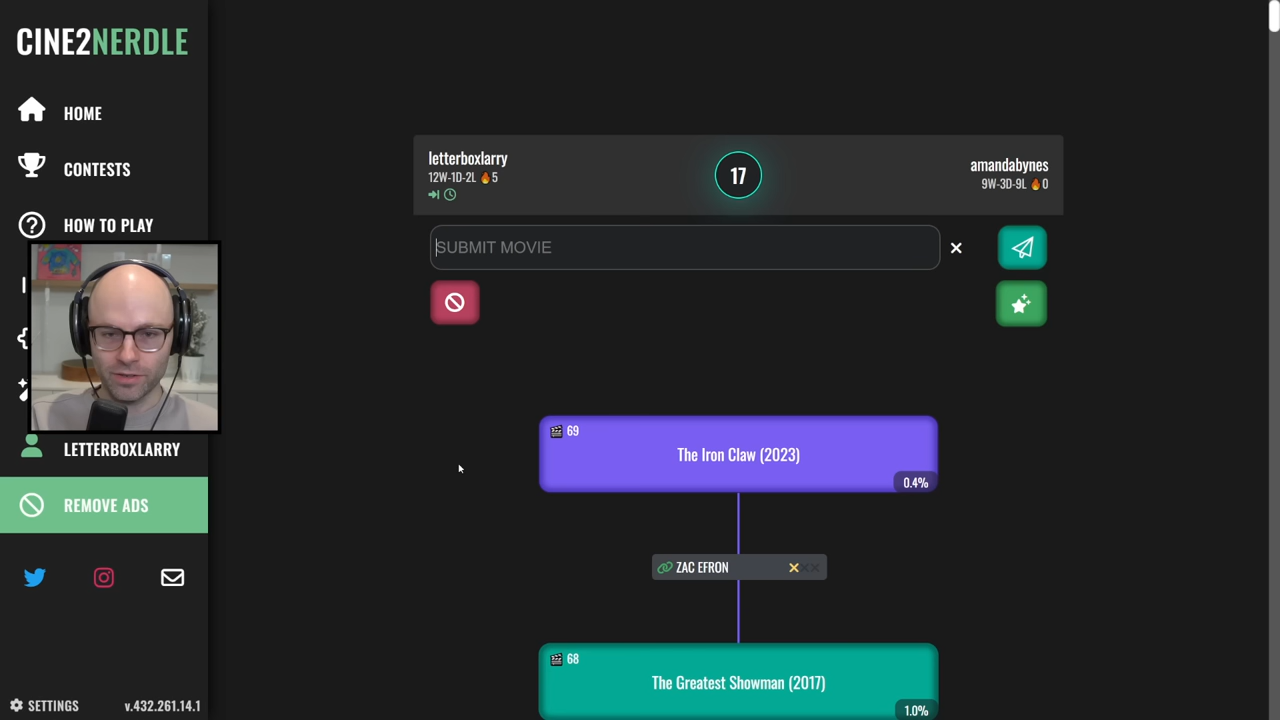 CINE2NERDLE
HOME
CONTESTS
HOW TO PLAY
LETTERBOXLARRY
REMOVE ADS
SETTINGS
v.432.261.14.1
letterboxlarry
12W-1D-2L 🔥5
17
amandabynes
9W-3D-9L 🔥0
SUBMIT MOVIE
69
The Iron Claw (2023)
0.4%
ZAC EFRON
68
The Greatest Showman (2017)
1.0%